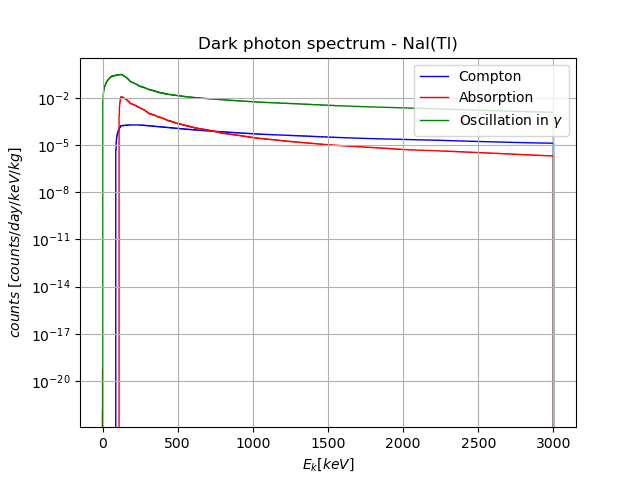 Dark photon spectrum - NaI(Tl)
Compton
Absorption
Oscillation in γ
counts [counts/day/keV/kg]
10⁻²
10⁻⁵
10⁻⁸
10⁻¹¹
10⁻¹⁴
10⁻¹⁷
10⁻²⁰
0 500 1000 1500 2000 2500 3000
E_k[keV]